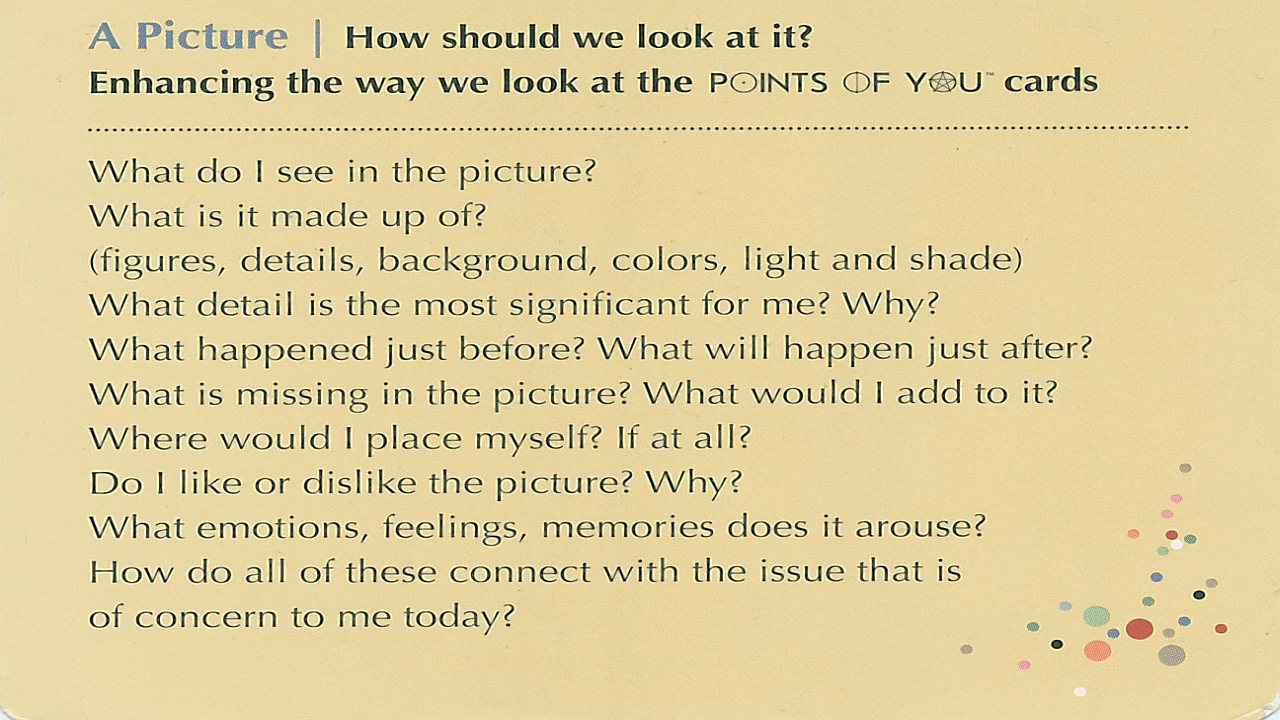 A Picture | How should we look at it?
Enhancing the way we look at the POINTS OF YOU™ cards
What do I see in the picture?
What is it made up of?
(figures, details, background, colors, light and shade)
What detail is the most significant for me? Why?
What happened just before? What will happen just after?
What is missing in the picture? What would I add to it?
Where would I place myself? If at all?
Do I like or dislike the picture? Why?
What emotions, feelings, memories does it arouse?
How do all of these connect with the issue that is
of concern to me today?